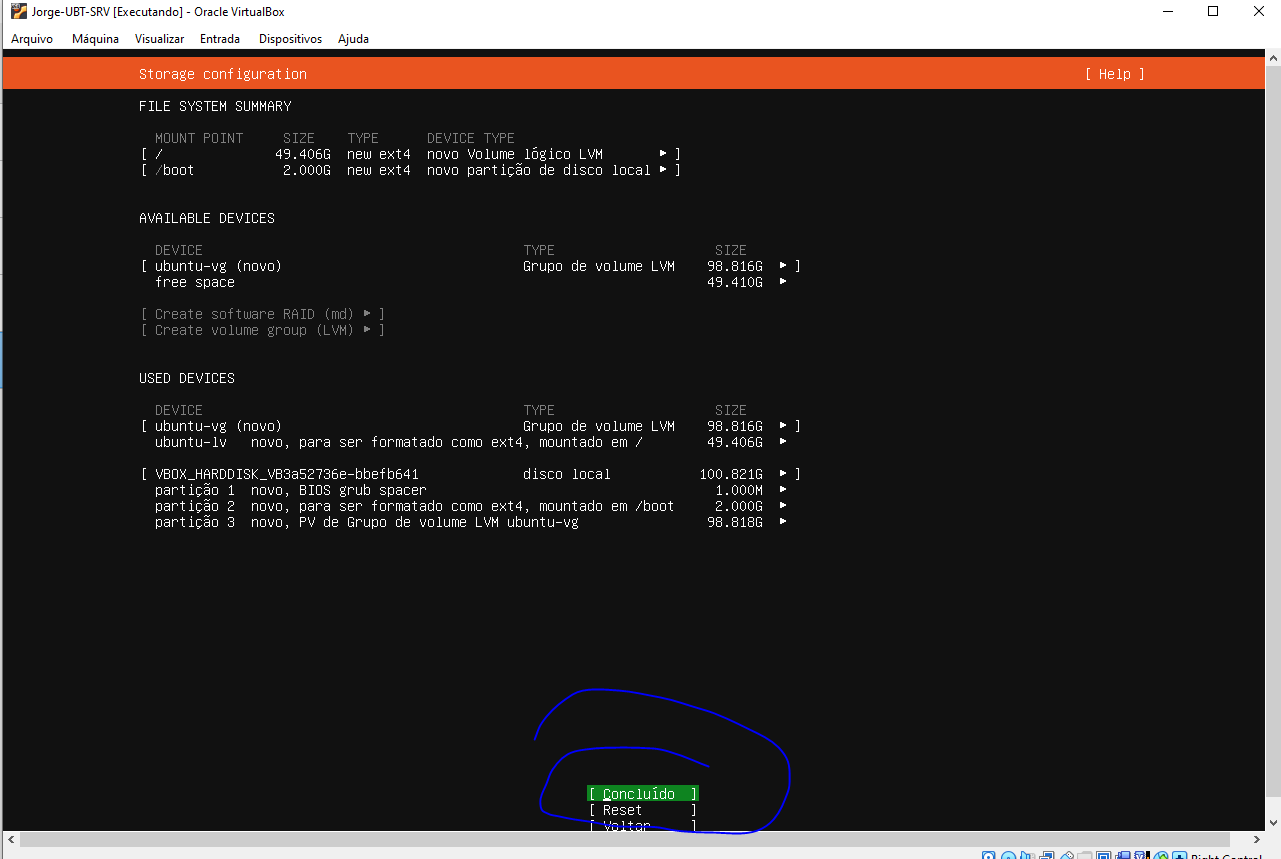 Jorge-UBT-SRV [Executando] - Oracle VirtualBox
Arquivo Máquina Visualizar Entrada Dispositivos Ajuda
Storage configuration [ Help ]
FILE SYSTEM SUMMARY
MOUNT POINT SIZE TYPE DEVICE TYPE
[ / 49.406G new ext4 novo Volume lógico LVM ▸ ]
[ /boot 2.000G new ext4 novo partição de disco local ▸ ]
AVAILABLE DEVICES
DEVICE TYPE SIZE
[ ubuntu-vg (novo) Grupo de volume LVM 98.816G ▸ ]
free space 49.410G ▸
[ Create software RAID (md) ▸ ]
[ Create volume group (LVM) ▸ ]
USED DEVICES
DEVICE TYPE SIZE
[ ubuntu-vg (novo) Grupo de volume LVM 98.816G ▸ ]
ubuntu-lv novo, para ser formatado como ext4, mountado em / 49.406G ▸
[ VBOX_HARDDISK_VB3a52736e-bbefb641 disco local 100.821G ▸ ]
partição 1 novo, BIOS grub spacer 1.000M ▸
partição 2 novo, para ser formatado como ext4, mountado em /boot 2.000G ▸
partição 3 novo, PV de Grupo de volume LVM ubuntu-vg 98.818G ▸
[ Concluído ]
[ Reset ]
[ Voltar ]
Right Control